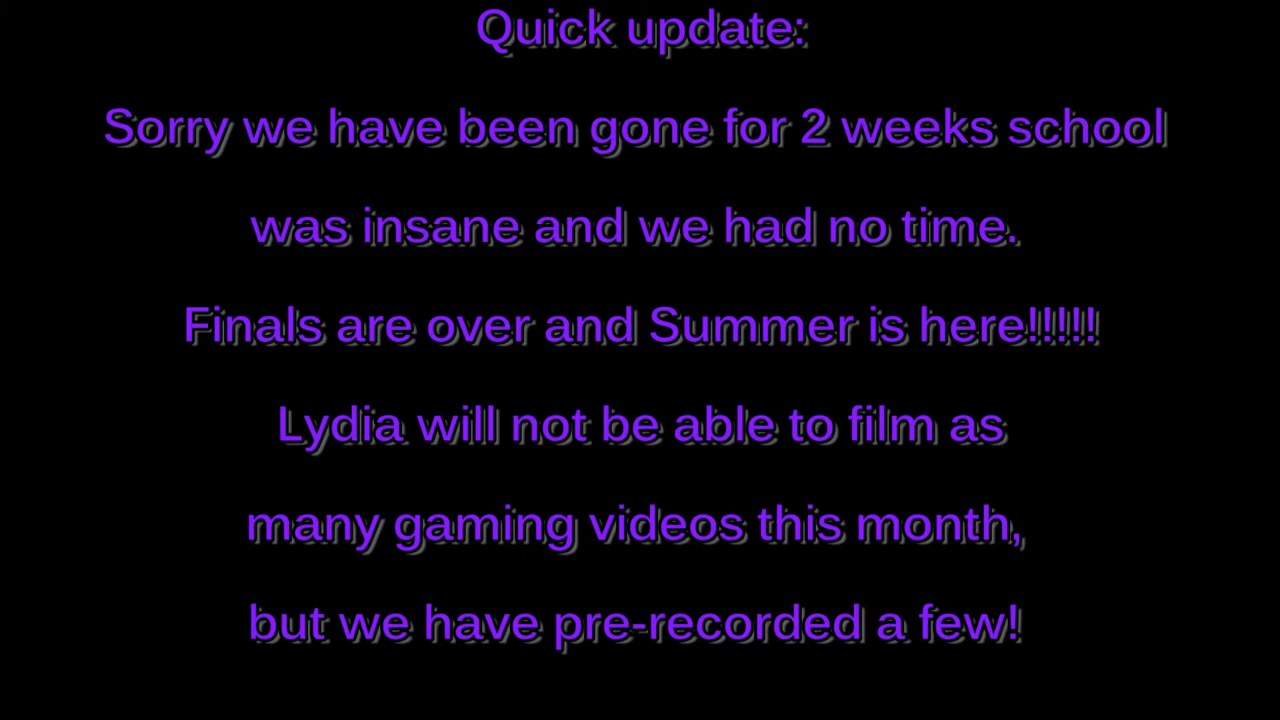 Quick update:
Sorry we have been gone for 2 weeks school
was insane and we had no time.
Finals are over and Summer is here!!!!!
Lydia will not be able to film as
many gaming videos this month,
but we have pre-recorded a few!